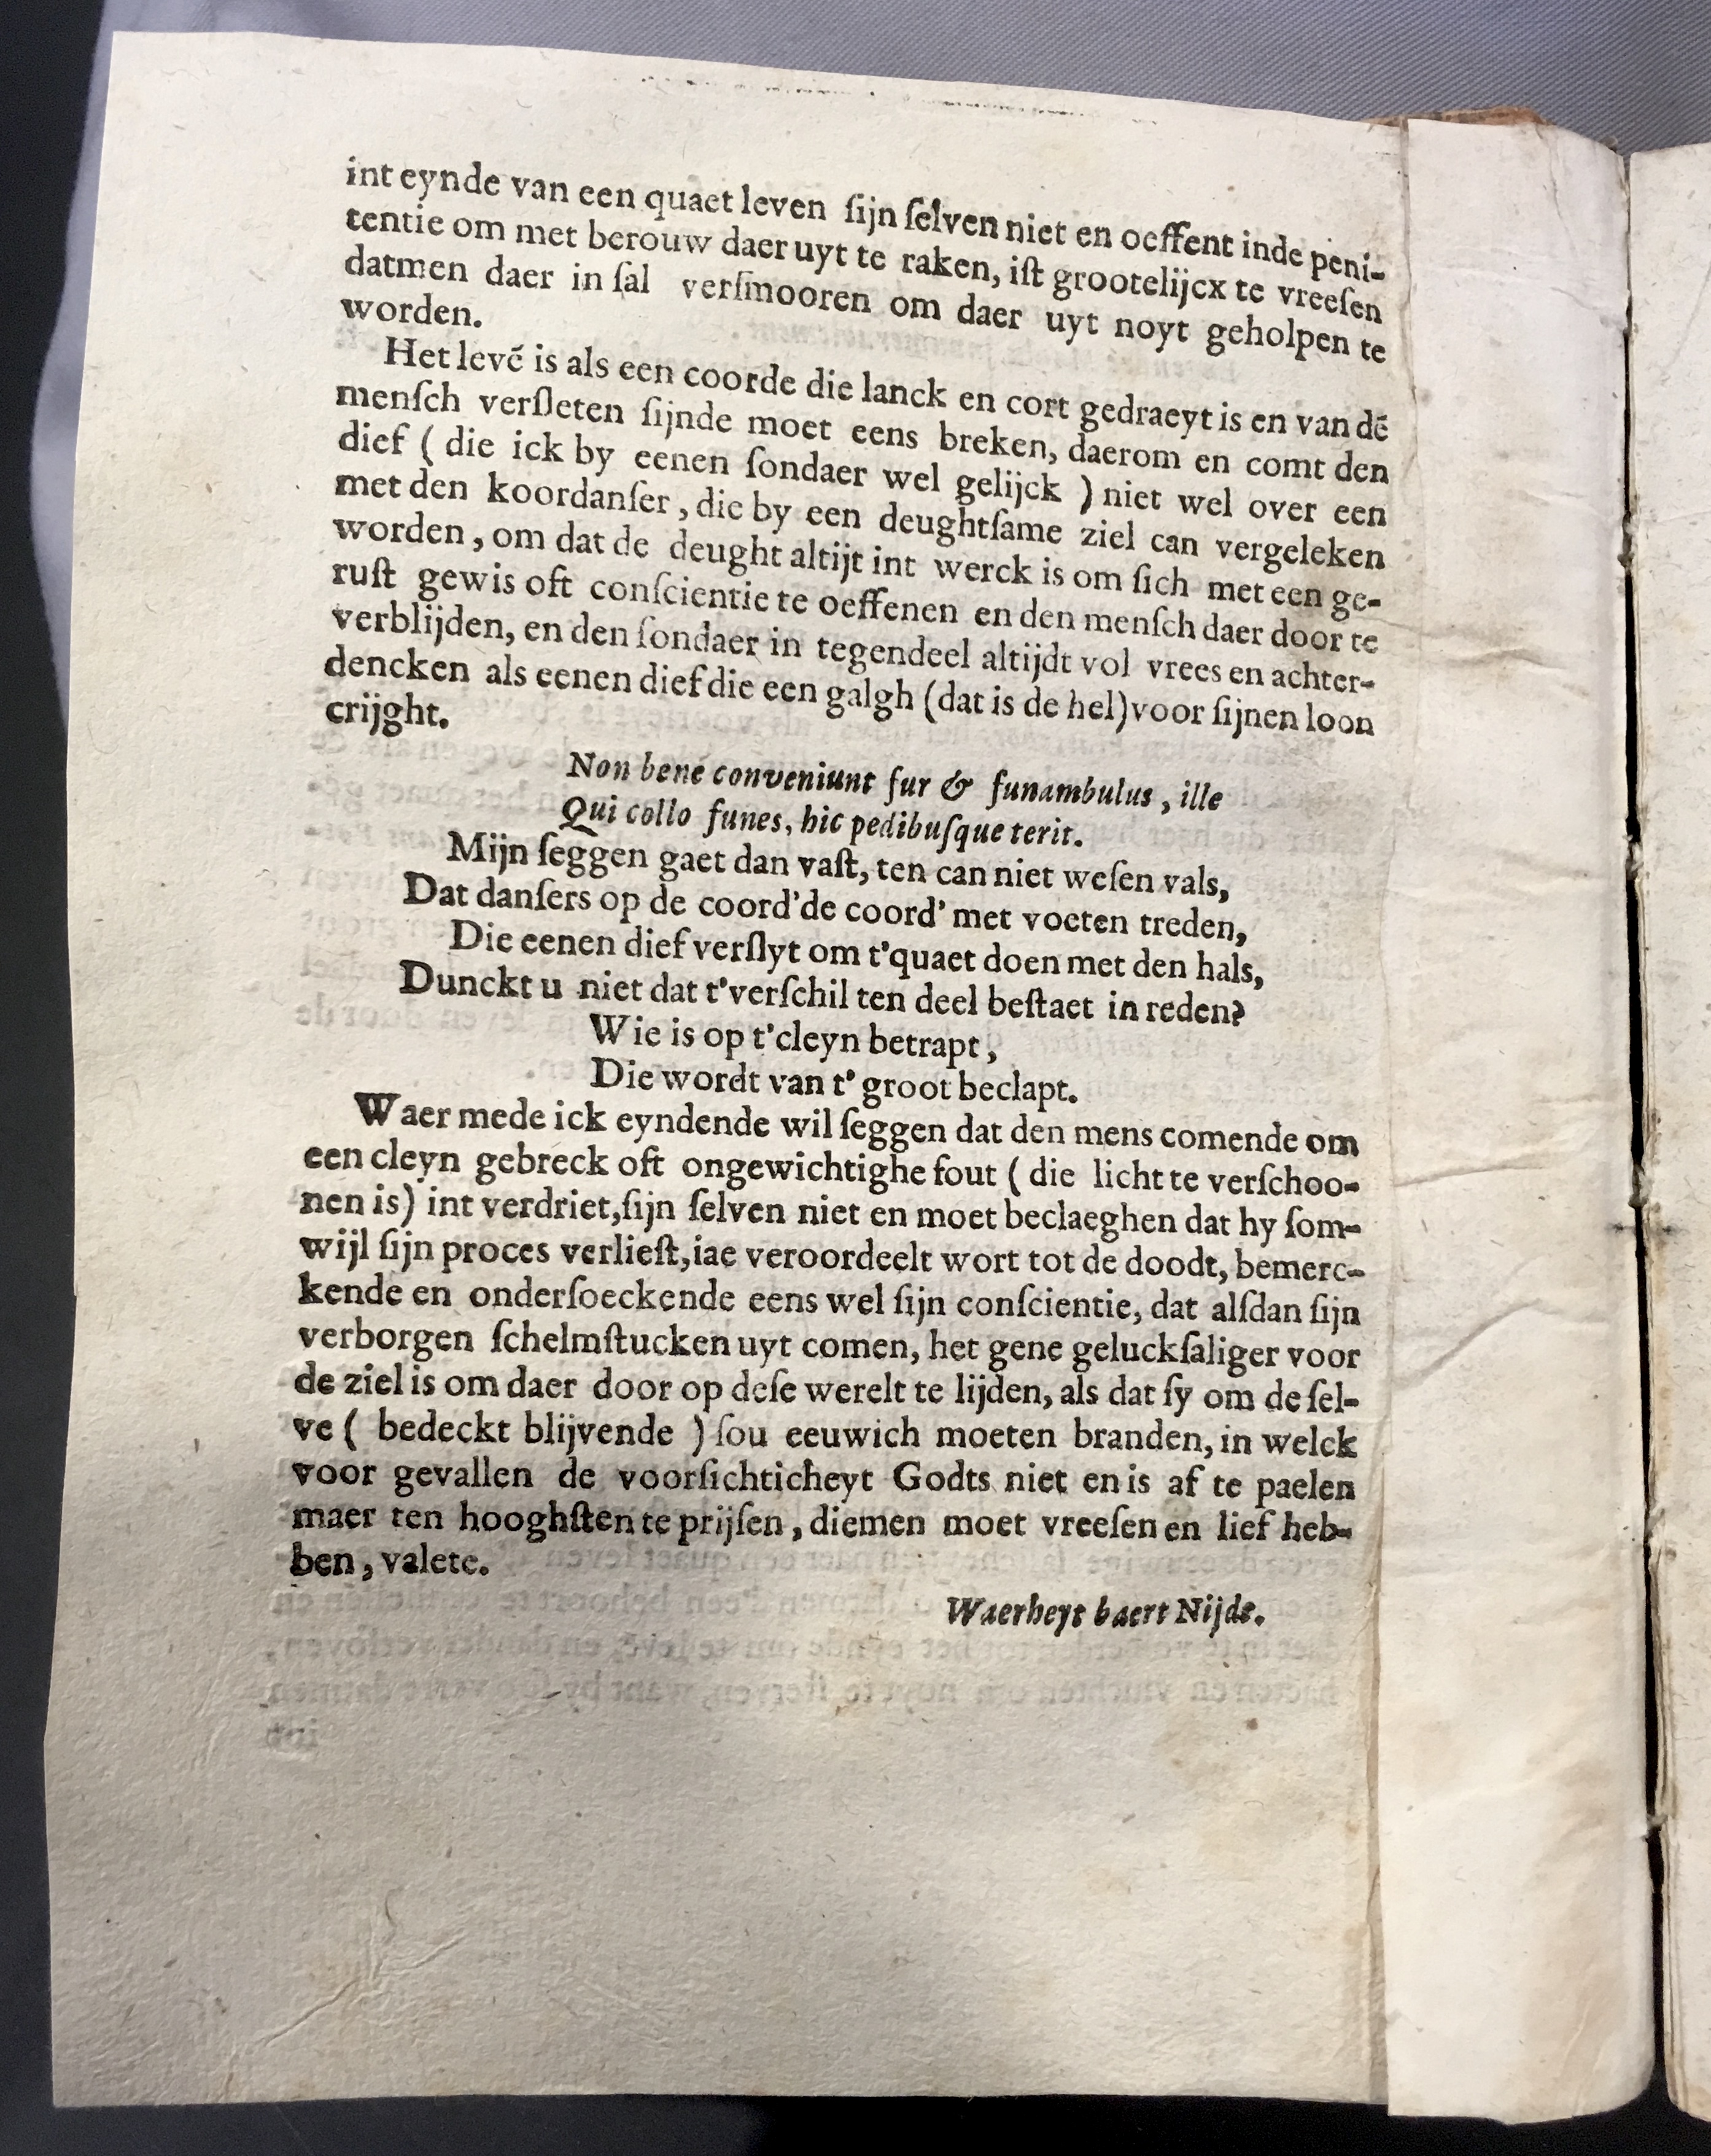 int eynde van een quaet leven ſijn ſelven niet en oeffent inde peni-
tentie om met berouw daer uyt te raken, iſt grootelijcx te vreeſen
datmen daer in ſal verſmooren om daer uyt noyt geholpen te
worden.
Het levē is als een coorde die lanck en cort gedraeyt is en van dē
menſch verſleten ſijnde moet eens breken, daerom en comt den
dief ( die ick by eenen ſondaer wel gelijck ) niet wel over een
met den koordanſer, die by een deughtſame ziel can vergeleken
worden, om dat de deught altijt int werck is om ſich met een ge-
ruſt gewis oft conſcientie te oeffenen en den menſch daer door te
verblijden, en den ſondaer in tegendeel altijdt vol vrees en achter-
dencken als eenen dief die een galgh (dat is de hel) voor ſijnen loon
crijght.
Non bene conveniunt fur & funambulus, ille
Qui collo funes, hic pedibuſque terit.
Mijn ſeggen gaet dan vaſt, ten can niet weſen vals,
Dat danſers op de coord'de coord' met voeten treden,
Die eenen dief verſlyt om t'quaet doen met den hals,
Dunckt u niet dat t'verſchil ten deel beſtaet in reden?
Wie is op t'cleyn betrapt,
Die wordt van t' groot beclapt.
Waer mede ick eyndende wil ſeggen dat den mens comende om
een cleyn gebreck oft ongewichtighe fout ( die licht te verſchoo-
nen is) int verdriet, ſijn ſelven niet en moet beclaeghen dat hy ſom-
wijl ſijn proces verlieſt, iae veroordeelt wort tot de doodt, bemerc-
kende en onderſoeckende eens wel ſijn conſcientie, dat alſdan ſijn
verborgen ſchelmſtucken uyt comen, het gene geluckſaliger voor
de ziel is om daer door op deſe werelt te lijden, als dat ſy om de ſel-
ve ( bedeckt blijvende ) ſou eeuwich moeten branden, in welck
voor gevallen de voorſichticheyt Godts niet en is af te paelen
maer ten hooghſten te prijſen, diemen moet vreeſen en lief heb-
ben, valete.
Waerheyt baert Nijde.